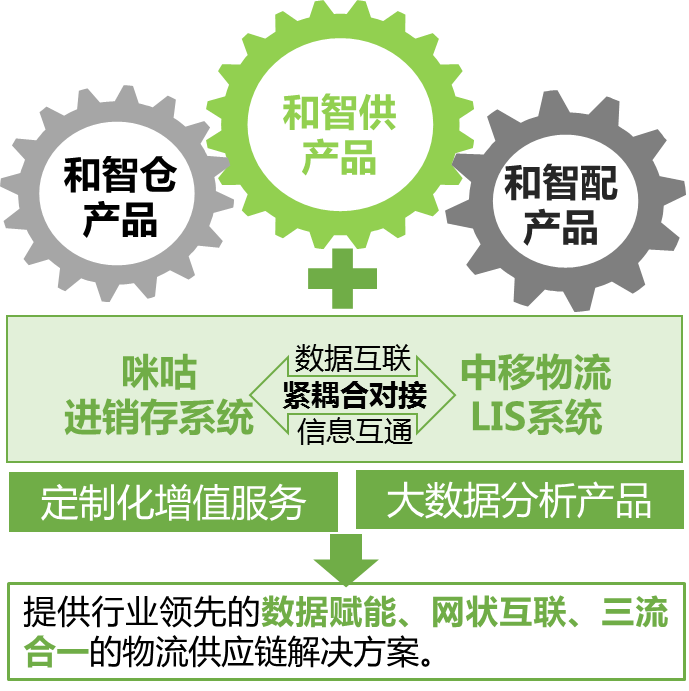 和智供
产品
和智仓
产品
和智配
产品
咪咕
进销存系统
数据互联
紧耦合对接
信息互通
中移物流
LIS系统
定制化增值服务
大数据分析产品
提供行业领先的数据赋能、网状互联、三流
合一的物流供应链解决方案。